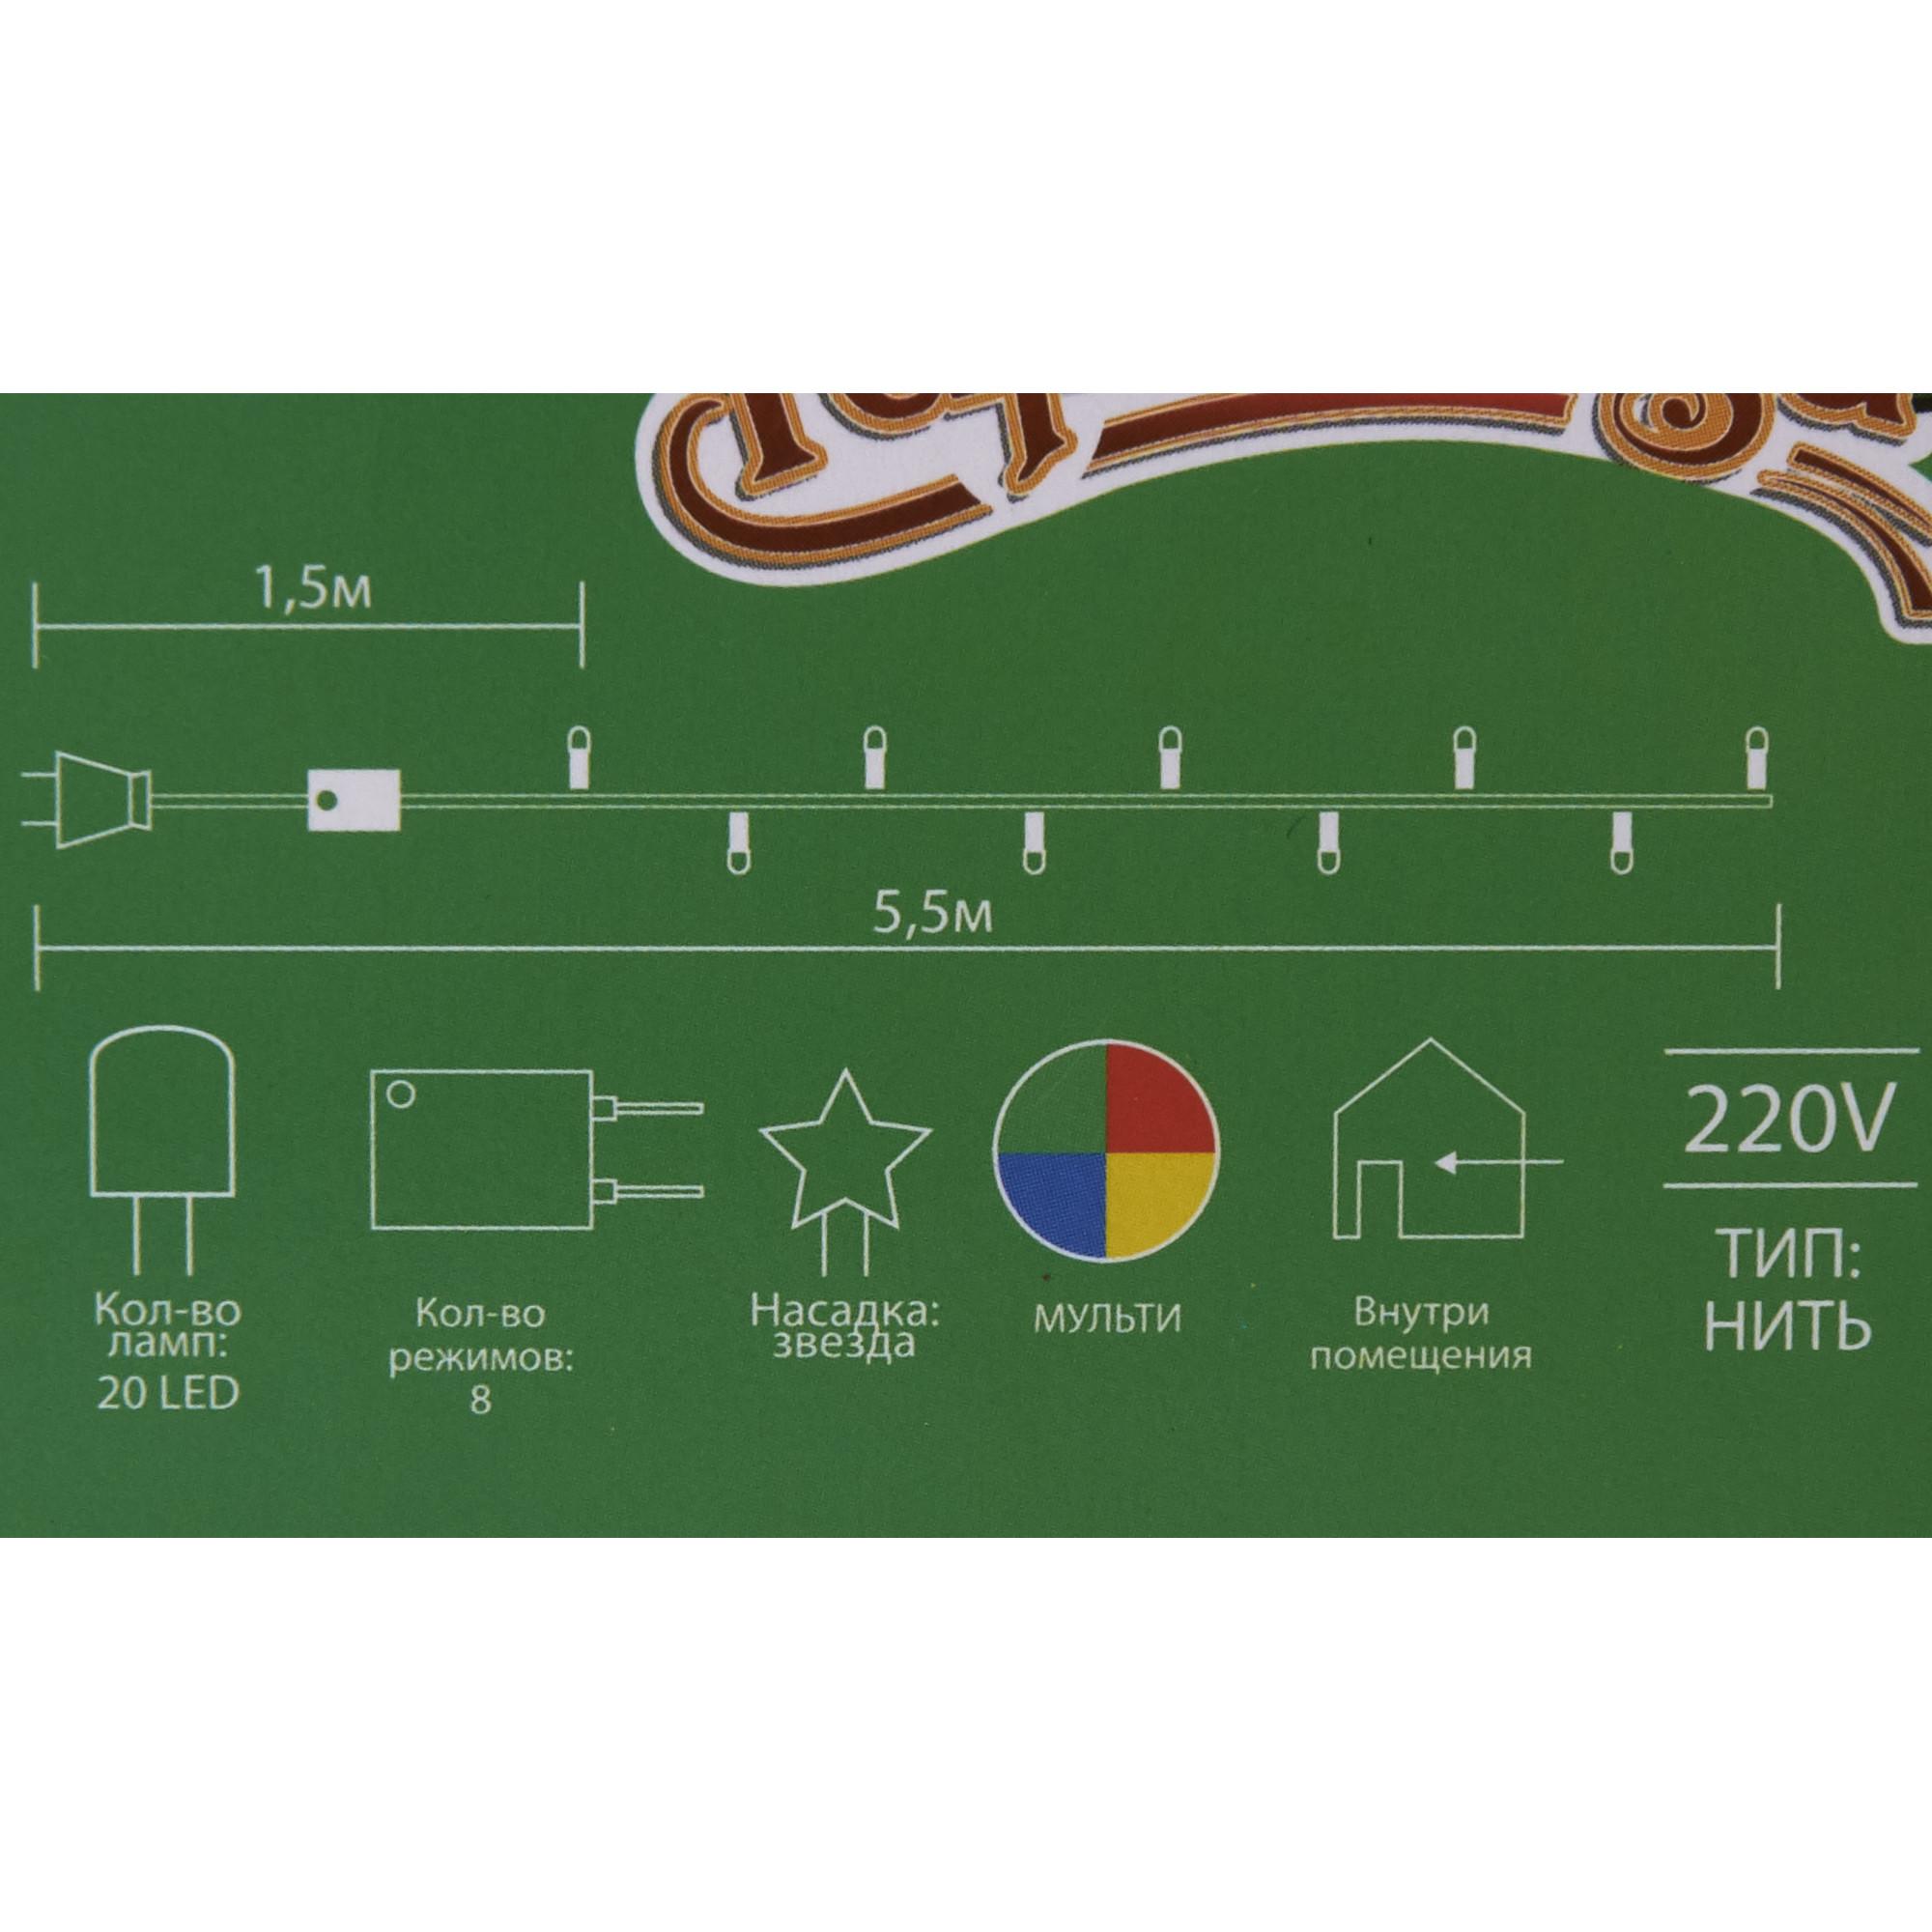 1,5м
5,5м
220V
ТИП:
НИТЬ
Кол-во
ламп:
20 LED
Кол-во
режимов:
8
Насадка:
звезда
МУЛЬТИ
Внутри
помещения